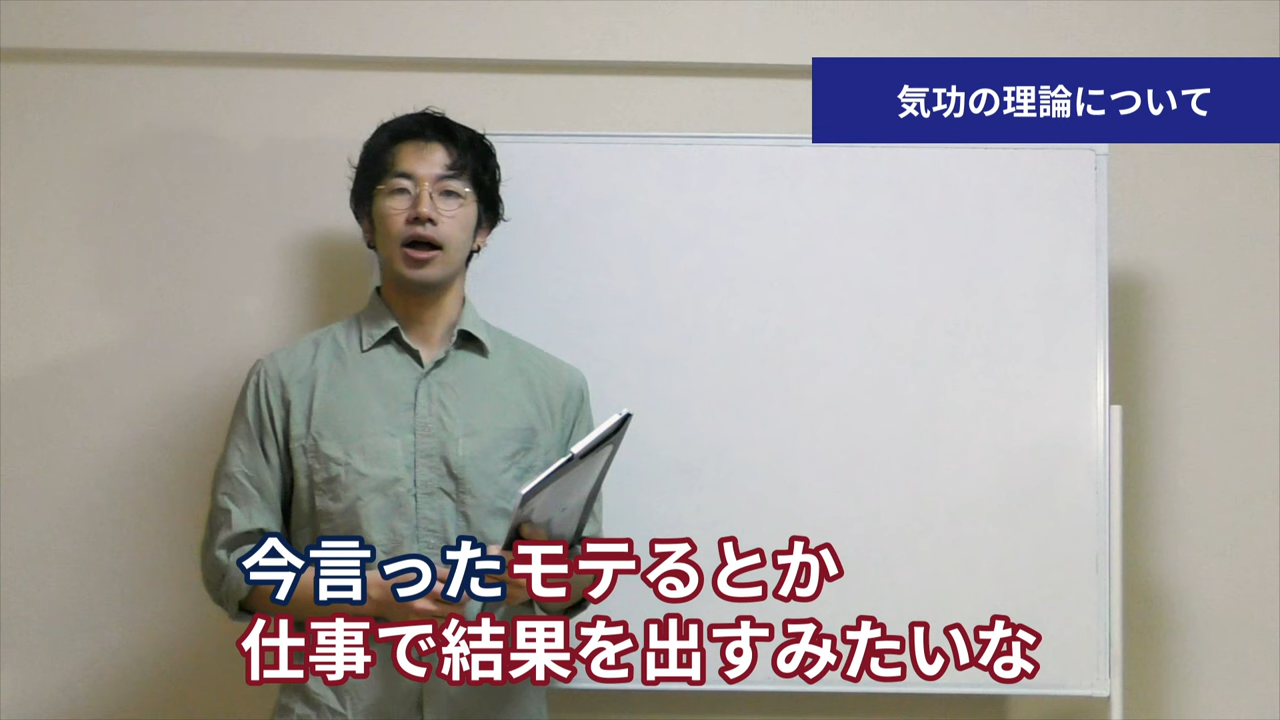 気功の理論について
今言ったモテるとか
仕事で結果を出すみたいな